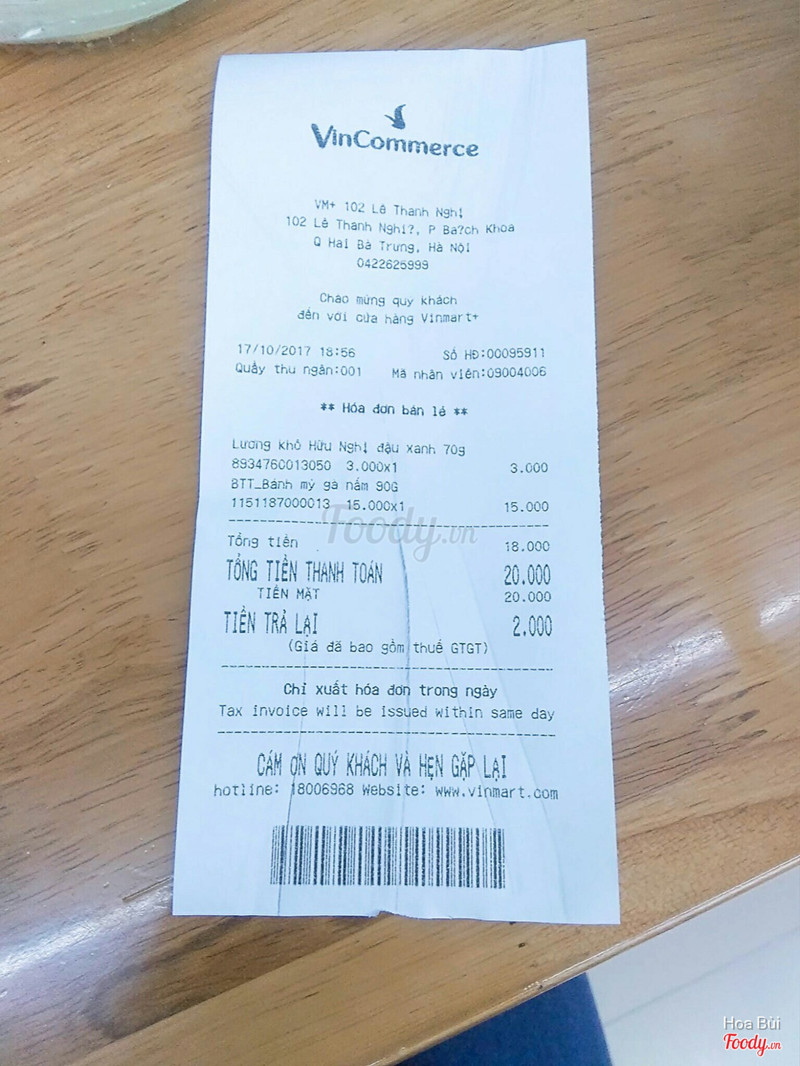 VinCommerce
VM+ 102 Lê Thanh Nghị
102 Lê Thanh Nghi?, P Ba?ch Khoa
Q Hai Bà Trưng, Hà Nội
0422625999
Chào mừng quý khách
đến với cửa hàng Vinmart+
17/10/2017 18:56 Số HĐ:00095911
Quầy thu ngân:001 Mã nhân viên:09004006
** Hóa đơn bán lẻ **
Lương khô Hữu Nghị đậu xanh 70g
8934760013050 3.000x1 3.000
BTT_Bánh mỳ gà nấm 90G
1151187000013 15.000x1 15.000
Foody.vn
Tổng tiền 18.000
TỔNG TIỀN THANH TOÁN 20.000
TIỀN MẶT 20.000
TIỀN TRẢ LẠI 2.000
(Giá đã bao gồm thuế GTGT)
Chỉ xuất hóa đơn trong ngày
Tax invoice will be issued within same day
CÁM ƠN QUÝ KHÁCH VÀ HẸN GẶP LẠI
hotline: 18006968 Website: www.vinmart.com
Hoa Bùi
Foody.vn